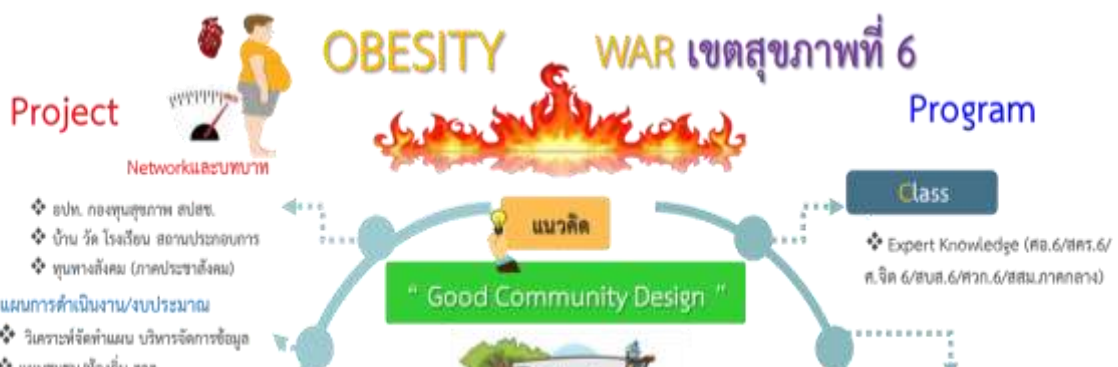 OBESITY WAR เขตสุขภาพที่ 6
Project
Program
Networkและบทบาท
❖ อปท. กองทุนสุขภาพ สปสช.
❖ บ้าน วัด โรงเรียน สถานประกอบการ
❖ ทุนทางสังคม (ภาคประชาสังคม)
แผนการดำเนินงาน/งบประมาณ
❖ วิเคราะห์จัดทำแผน บริหารจัดการข้อมูล
แนวคิด
" Good Community Design "
Class
❖ Expert Knowledge (ศอ.6/สคร.6/
ศ.จิต 6/สบส.6/ศวก.6/สสม.ภาคกลาง)